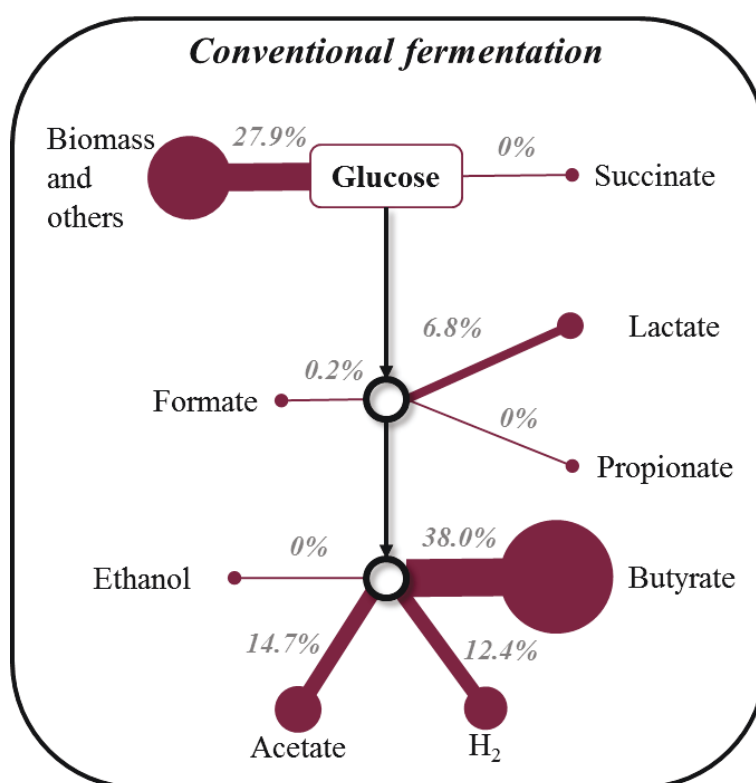 Conventional fermentation
Biomass
and
others
27.9%
Glucose
0%
Succinate
6.8%
Lactate
0.2%
Formate
0%
Propionate
0%
Ethanol
38.0%
Butyrate
14.7%
Acetate
12.4%
H₂